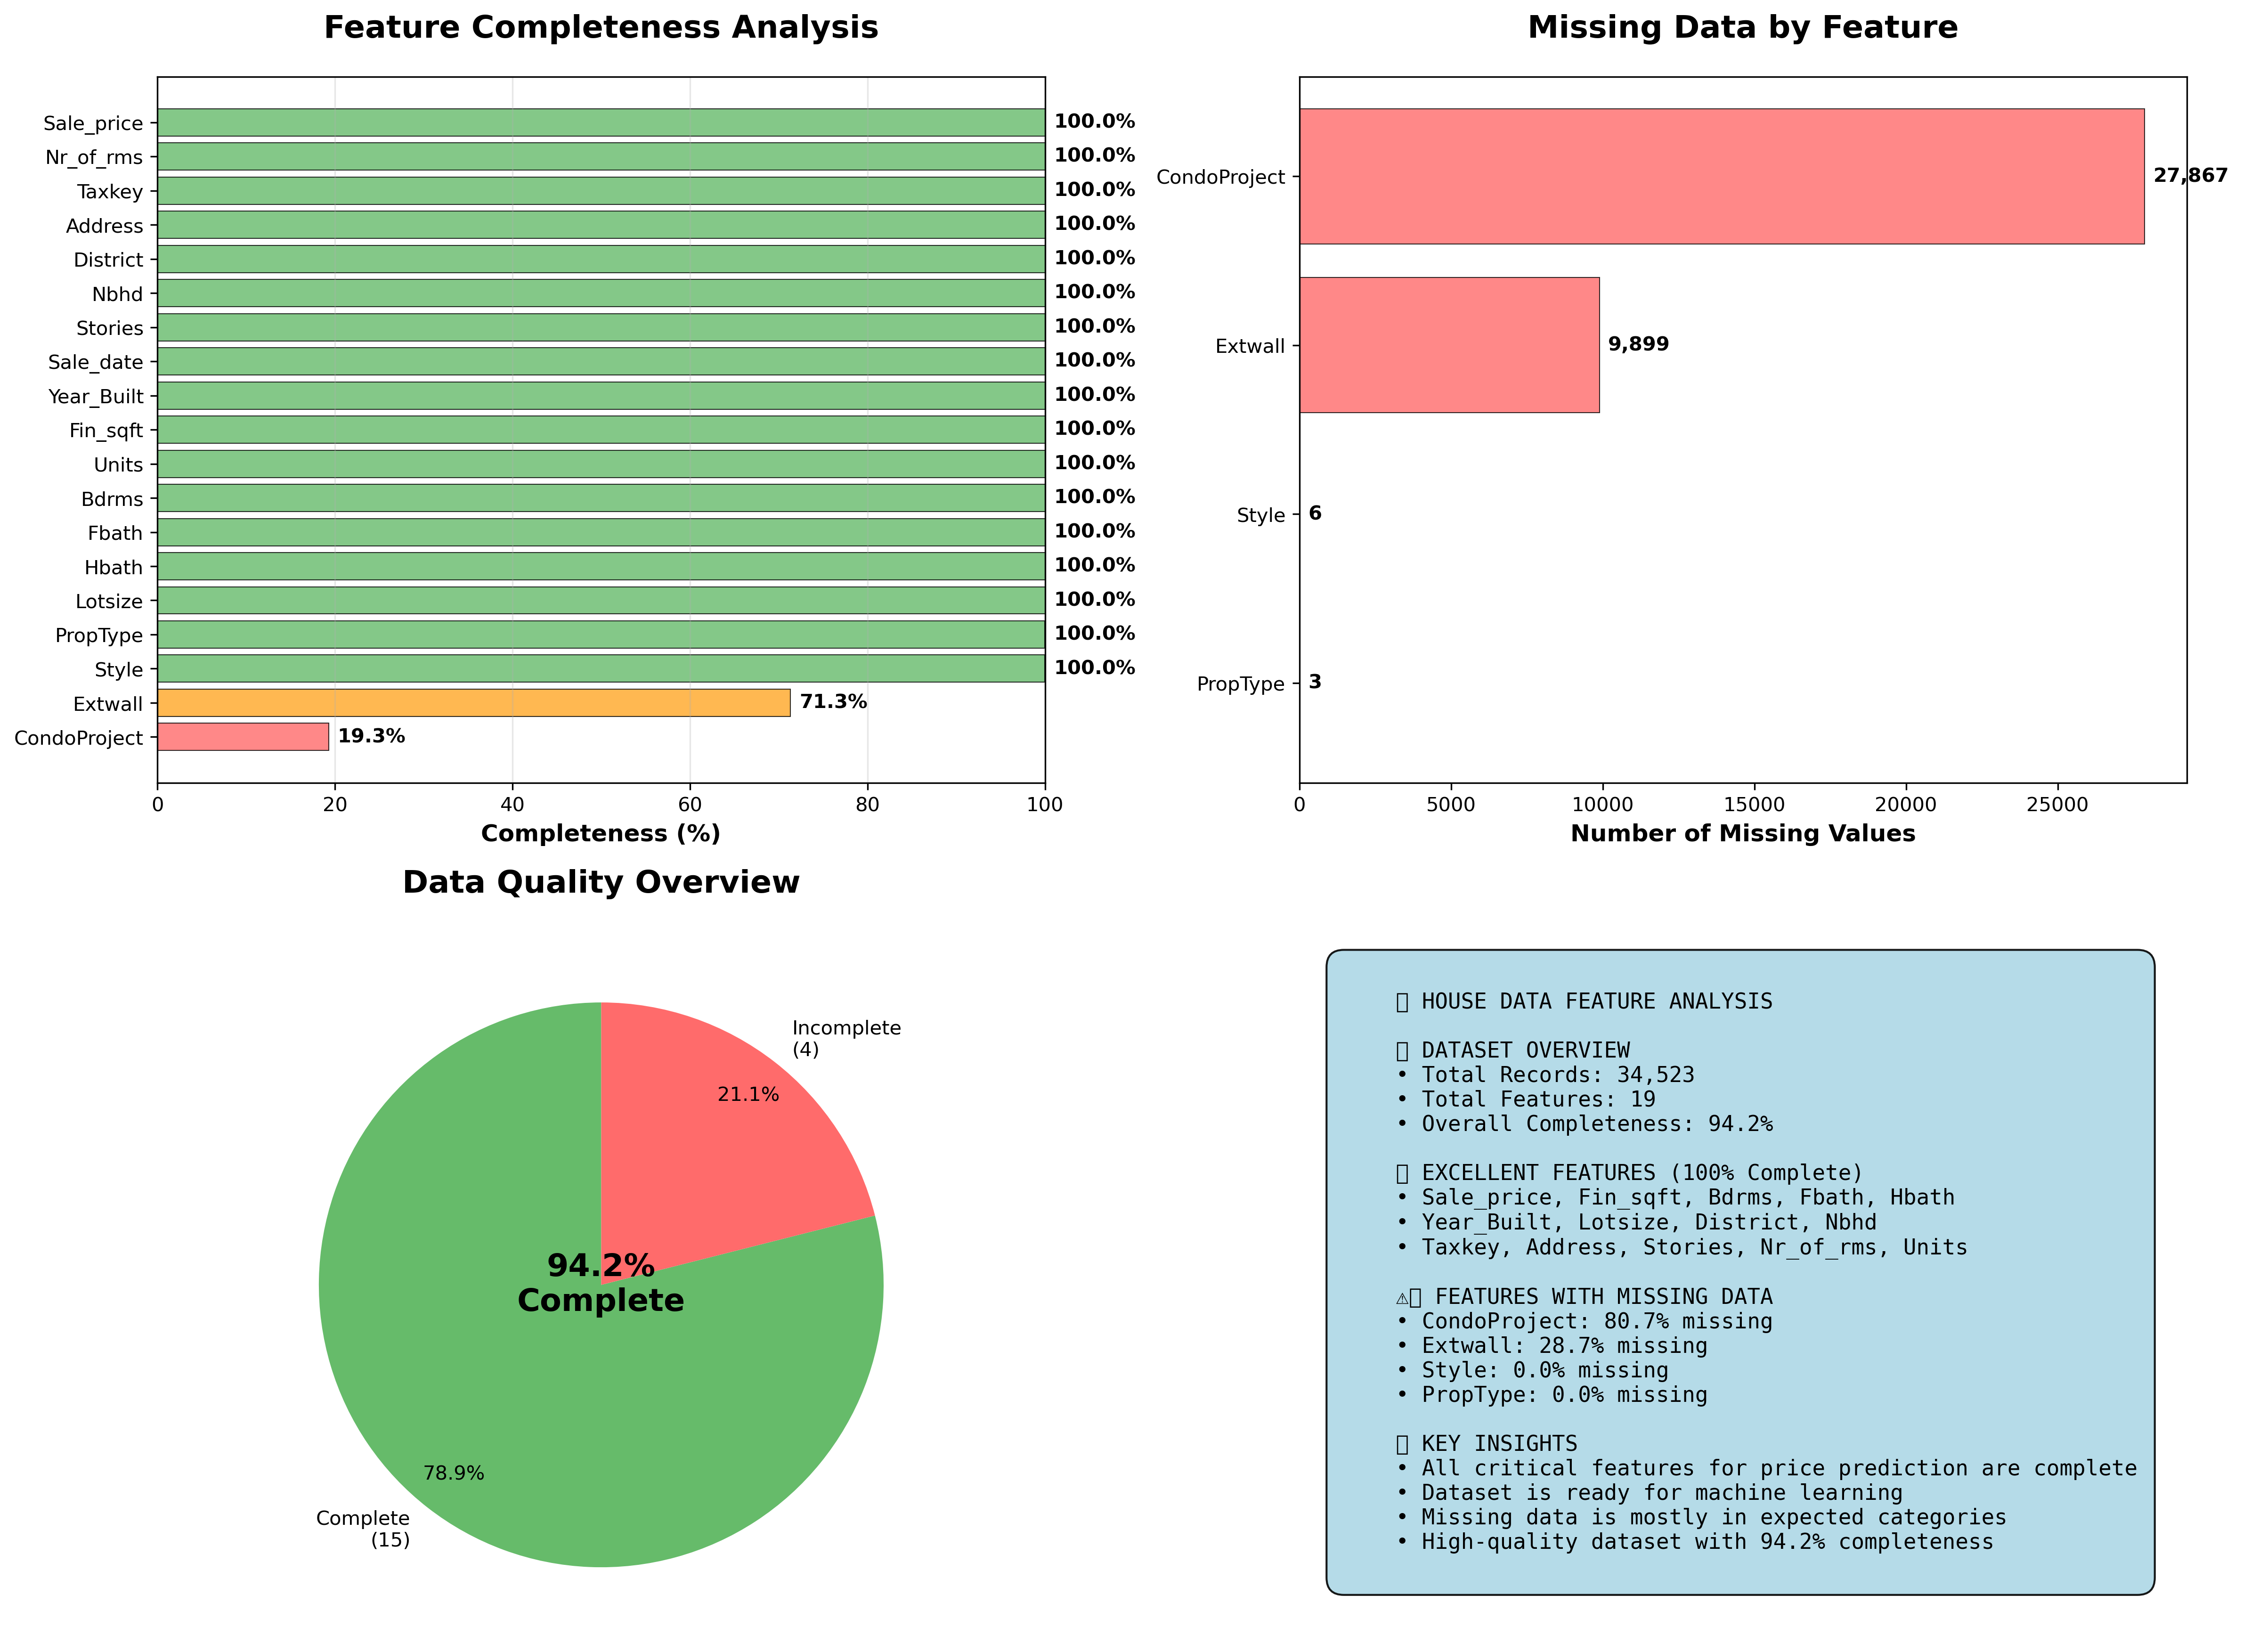 Feature Completeness Analysis
Sale_price
100.0%
Nr_of_rms
100.0%
Taxkey
100.0%
Address
100.0%
District
100.0%
Nbhd
100.0%
Stories
100.0%
Sale_date
100.0%
Year_Built
100.0%
Fin_sqft
100.0%
Units
100.0%
Bdrms
100.0%
Fbath
100.0%
Hbath
100.0%
Lotsize
100.0%
PropType
100.0%
Style
100.0%
Extwall
71.3%
CondoProject
19.3%
0 20 40 60 80 100
Completeness (%)
Missing Data by Feature
CondoProject
27,867
Extwall
9,899
Style
6
PropType
3
0 5000 10000 15000 20000 25000
Number of Missing Values
Data Quality Overview
Incomplete
(4)
21.1%
94.2%
Complete
78.9%
Complete
(15)
HOUSE DATA FEATURE ANALYSIS
DATASET OVERVIEW
• Total Records: 34,523
• Total Features: 19
• Overall Completeness: 94.2%
EXCELLENT FEATURES (100% Complete)
• Sale_price, Fin_sqft, Bdrms, Fbath, Hbath
• Year_Built, Lotsize, District, Nbhd
• Taxkey, Address, Stories, Nr_of_rms, Units
⚠ FEATURES WITH MISSING DATA
• CondoProject: 80.7% missing
• Extwall: 28.7% missing
• Style: 0.0% missing
• PropType: 0.0% missing
KEY INSIGHTS
• All critical features for price prediction are complete
• Dataset is ready for machine learning
• Missing data is mostly in expected categories
• High-quality dataset with 94.2% completeness